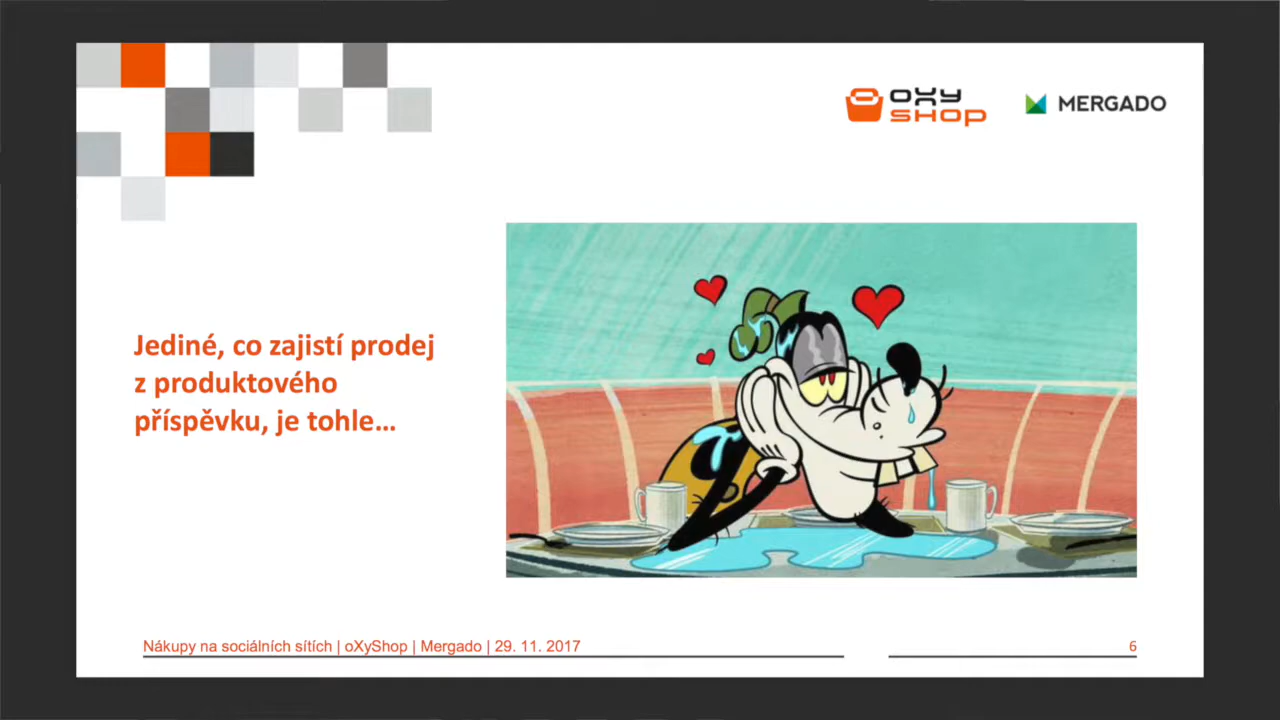 oXy
SHOP
MERGADO
Jediné, co zajistí prodej
z produktového
příspěvku, je tohle…
Nákupy na sociálních sítích | oXyShop | Mergado | 29. 11. 2017
6